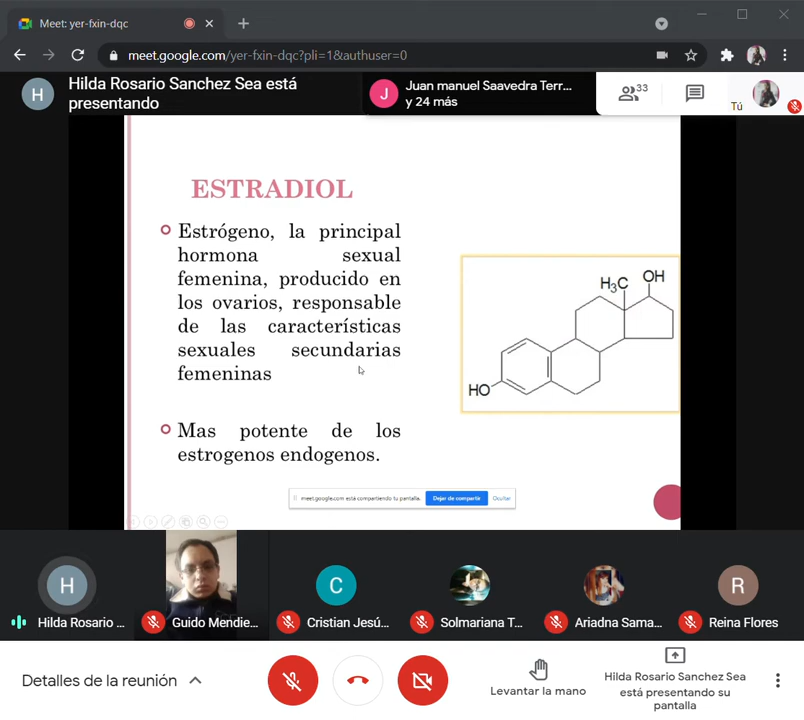 Meet: yer-fxin-dqc
meet.google.com/yer-fxin-dqc?pli=1&authuser=0
H
Hilda Rosario Sanchez Sea está
presentando
J
Juan manuel Saavedra Terr...
y 24 más
33
Tú
ESTRADIOL
Estrógeno, la principal
hormona sexual
femenina, producido en
los ovarios, responsable
de las características
sexuales secundarias
femeninas
H₃C
OH
HO
Mas potente de los
estrogenos endogenos.
meet.google.com está compartiendo tu pantalla.
Dejar de compartir
Ocultar
H
C
R
Hilda Rosario ...
Guido Mendie...
Cristian Jesú...
Solmariana T...
Ariadna Sama...
Reina Flores
Detalles de la reunión
Levantar la mano
Hilda Rosario Sanchez Sea
está presentando su
pantalla